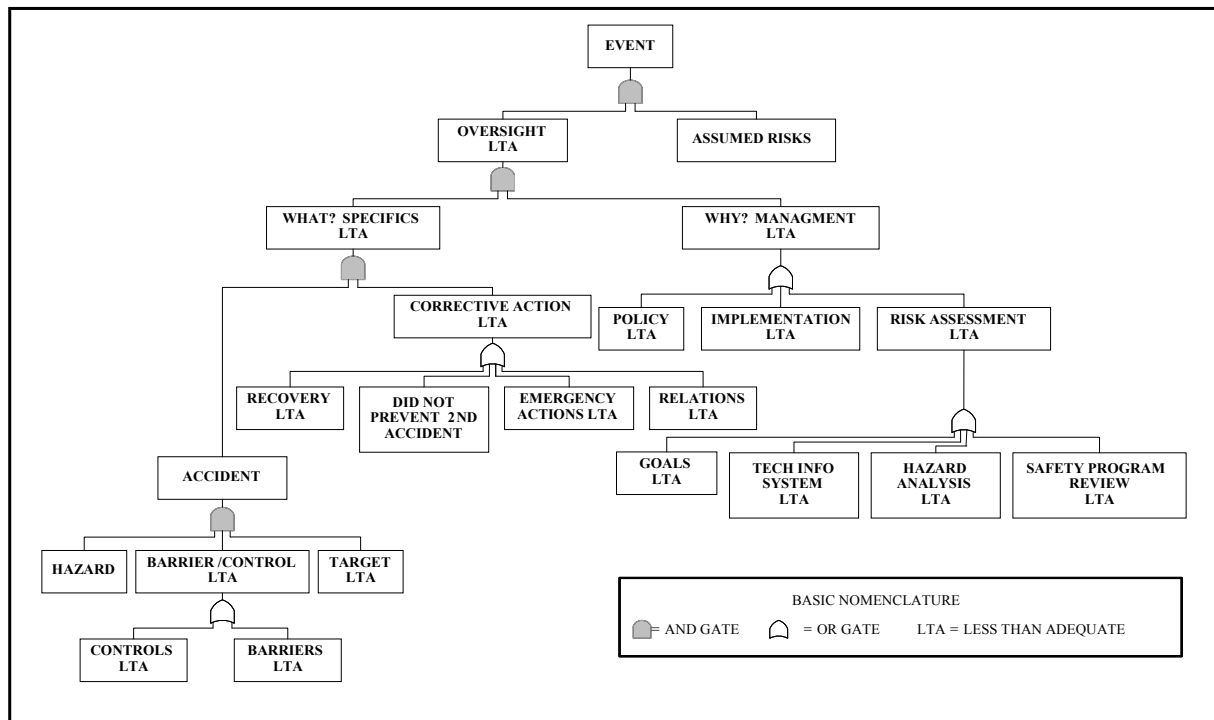 EVENT
OVERSIGHT
LTA
ASSUMED RISKS
WHAT? SPECIFICS
LTA
WHY? MANAGMENT
LTA
CORRECTIVE ACTION
LTA
POLICY
LTA
IMPLEMENTATION
LTA
RISK ASSESSMENT
LTA
RECOVERY
LTA
DID NOT
PREVENT 2ND
ACCIDENT
EMERGENCY
ACTIONS LTA
RELATIONS
LTA
ACCIDENT
GOALS
LTA
TECH INFO
SYSTEM
LTA
HAZARD
ANALYSIS
LTA
SAFETY PROGRAM
REVIEW
LTA
HAZARD
BARRIER /CONTROL
LTA
TARGET
LTA
CONTROLS
LTA
BARRIERS
LTA
BASIC NOMENCLATURE
= AND GATE = OR GATE LTA = LESS THAN ADEQUATE